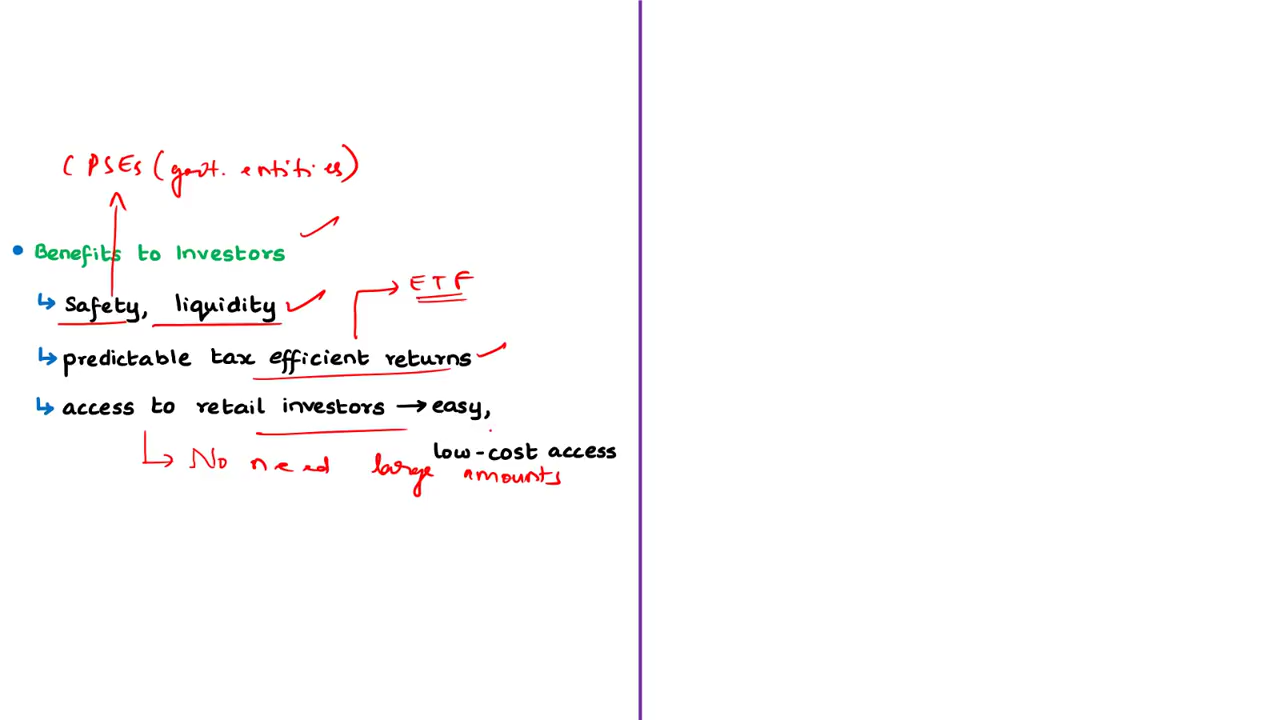 CPSEs (govt. entities)
• Benefits to Investors
↳ Safety, liquidity
ETF
↳ predictable tax efficient returns
↳ access to retail investors → easy,
low-cost access
↳ No need large amounts